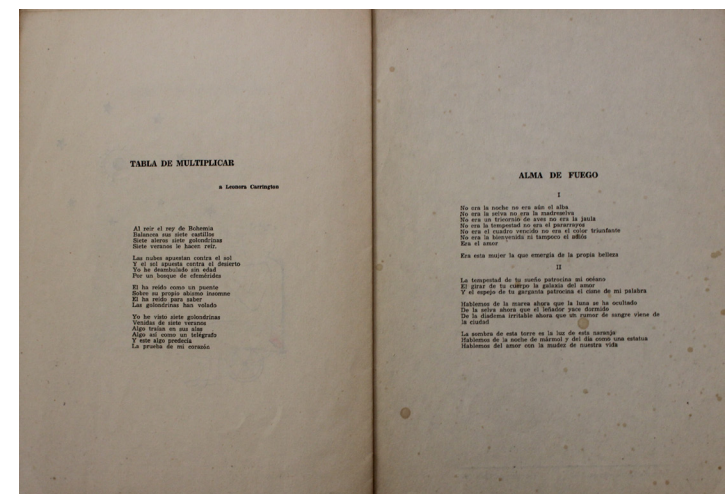 TABLA DE MULTIPLICAR
a Leonora Carrington
Al reir el rey de Bohemia
Balancea sus siete castillos
Siete aleros siete golondrinas
Siete veranos le hacen reir.
Las nubes apuestan contra el sol
Y el sol apuesta contra el desierto
Yo he deambulado sin edad
Por un bosque de efemérides
El ha reido como un puente
Sobre su propio abismo insomne
El ha reido para saber
Las golondrinas han volado
Yo he visto siete golondrinas
Venidas de siete veranos
Algo traian en sus alas
Algo así como un telégrafo
Y este algo predecía
La prueba de mi corazón
ALMA DE FUEGO
I
No era la noche no era aún el alba
No era la selva no era la madreselva
No era un tricornio de aves no era la jaula
No era la tempestad no era el pararrayos
No era el cuadro vencido no era el color triunfante
No era la bienvenida ni tampoco el adiós
Era el amor
Era esta mujer la que emergía de la propia belleza
II
La tempestad de tu sueño patrocina mi océano
El girar de tu cuerpo la galaxia del amor
Y el espejo de tu garganta patrocina el cisne de mi palabra
Hablemos de la marea ahora que la luna se ha ocultado
De la selva ahora que el leñador yace dormido
De la diadema irritable ahora que un rumor de sangre viene de
la ciudad
La sombra de esta torre es la luz de esta naranja
Hablemos de la noche de mármol y del día como una estatua
Hablemos del amor con la mudez de nuestra vida